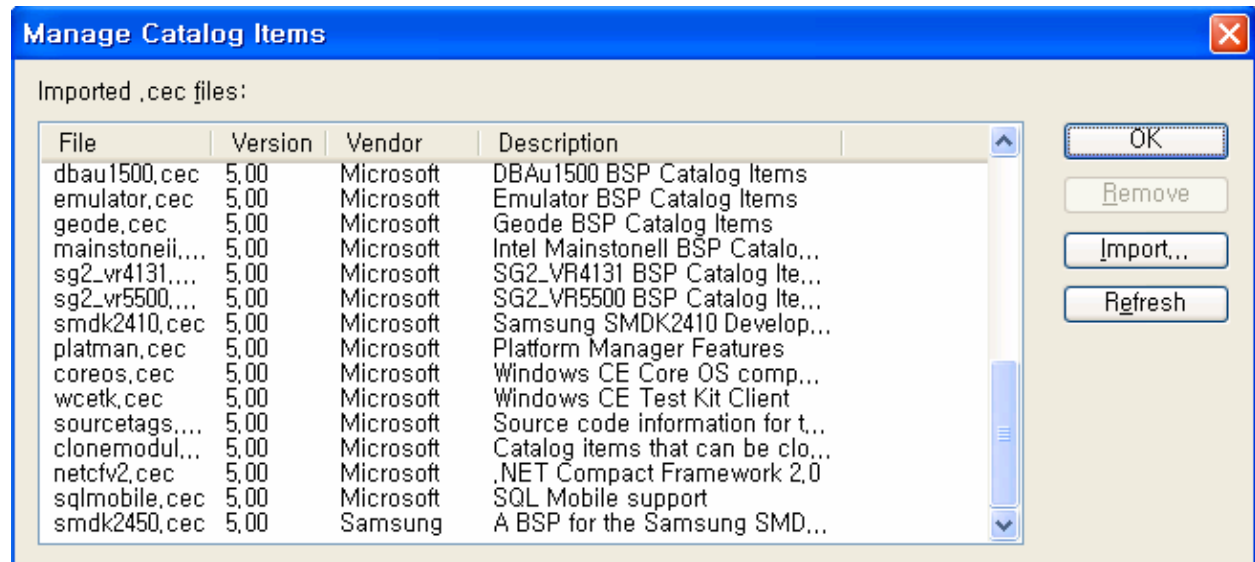 Manage Catalog Items
Imported .cec files:
File Version Vendor Description
dbau1500.cec 5.00 Microsoft DBAu1500 BSP Catalog Items
emulator.cec 5.00 Microsoft Emulator BSP Catalog Items
geode.cec 5.00 Microsoft Geode BSP Catalog Items
mainstoneii.... 5.00 Microsoft Intel MainstoneII BSP Catalo...
sg2_vr4131.... 5.00 Microsoft SG2_VR4131 BSP Catalog Ite...
sg2_vr5500.... 5.00 Microsoft SG2_VR5500 BSP Catalog Ite...
smdk2410.cec 5.00 Microsoft Samsung SMDK2410 Develop...
platman.cec 5.00 Microsoft Platform Manager Features
coreos.cec 5.00 Microsoft Windows CE Core OS comp...
wcetk.cec 5.00 Microsoft Windows CE Test Kit Client
sourcetags.... 5.00 Microsoft Source code information for t...
clonemodul... 5.00 Microsoft Catalog items that can be clo...
netcfv2.cec 5.00 Microsoft .NET Compact Framework 2.0
sqlmobile.cec 5.00 Microsoft SQL Mobile support
smdk2450.cec 5.00 Samsung A BSP for the Samsung SMD...
OK
Remove
Import...
Refresh